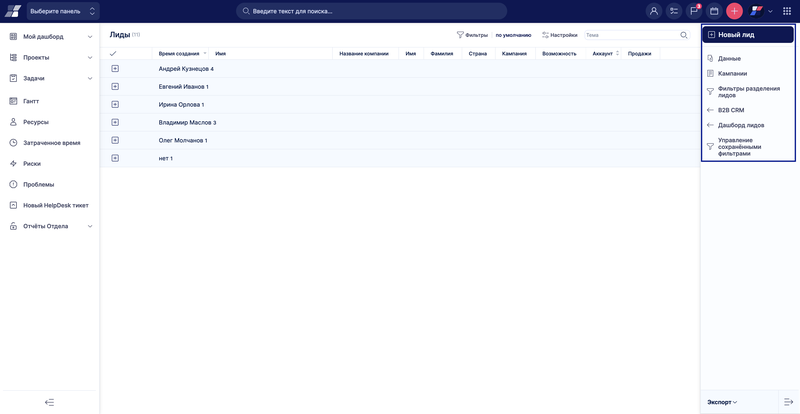 Выберите панель
Введите текст для поиска...
3
Мой дашборд
Проекты
Задачи
Гантт
Ресурсы
Затраченное время
Риски
Проблемы
Новый HelpDesk тикет
Отчёты Отдела
Лиды (11)
Фильтры
по умолчанию
Настройки
Тема
Время создания
Имя
Название компании
Имя
Фамилия
Страна
Кампания
Возможность
Аккаунт
Продажи
Андрей Кузнецов 4
Евгений Иванов 1
Ирина Орлова 1
Владимир Маслов 3
Олег Молчанов 1
нет 1
Новый лид
Данные
Кампании
Фильтры разделения
лидов
B2B CRM
Дашборд лидов
Управление
сохранёнными
фильтрами
Экспорт